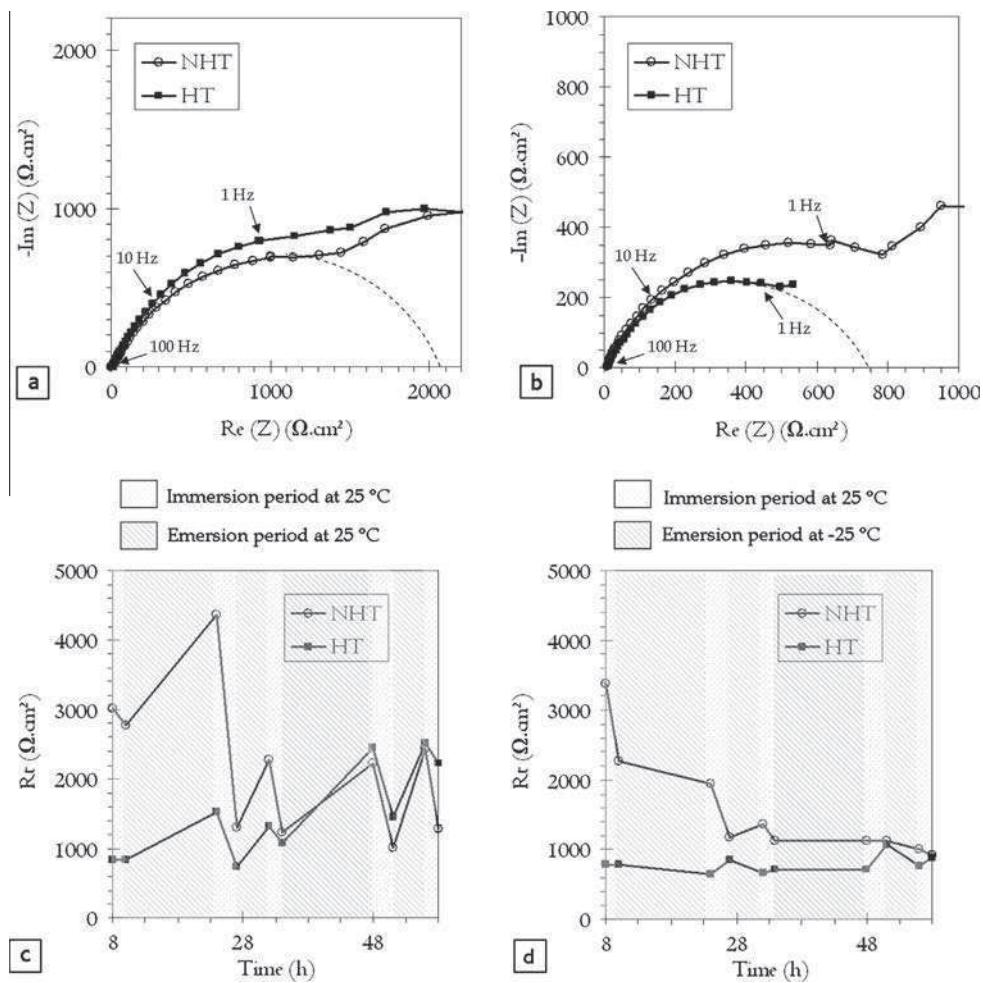 2000
1000
0
-Im (Z) (Ω.cm²)
NHT
HT
1 Hz
10 Hz
100 Hz
0
1000
2000
Re (Z) (Ω.cm²)
a
1000
800
600
400
200
0
-Im (Z) (Ω.cm²)
NHT
HT
1 Hz
10 Hz
100 Hz
1 Hz
0
200
400
600
800
1000
Re (Z) (Ω.cm²)
b
Immersion period at 25 °C
Emersion period at 25 °C
5000
4000
3000
2000
1000
0
Rt (Ω.cm²)
NHT
HT
8
28
48
Time (h)
c
Immersion period at 25 °C
Emersion period at -25 °C
5000
4000
3000
2000
1000
0
Rt (Ω.cm²)
NHT
HT
8
28
48
Time (h)
d